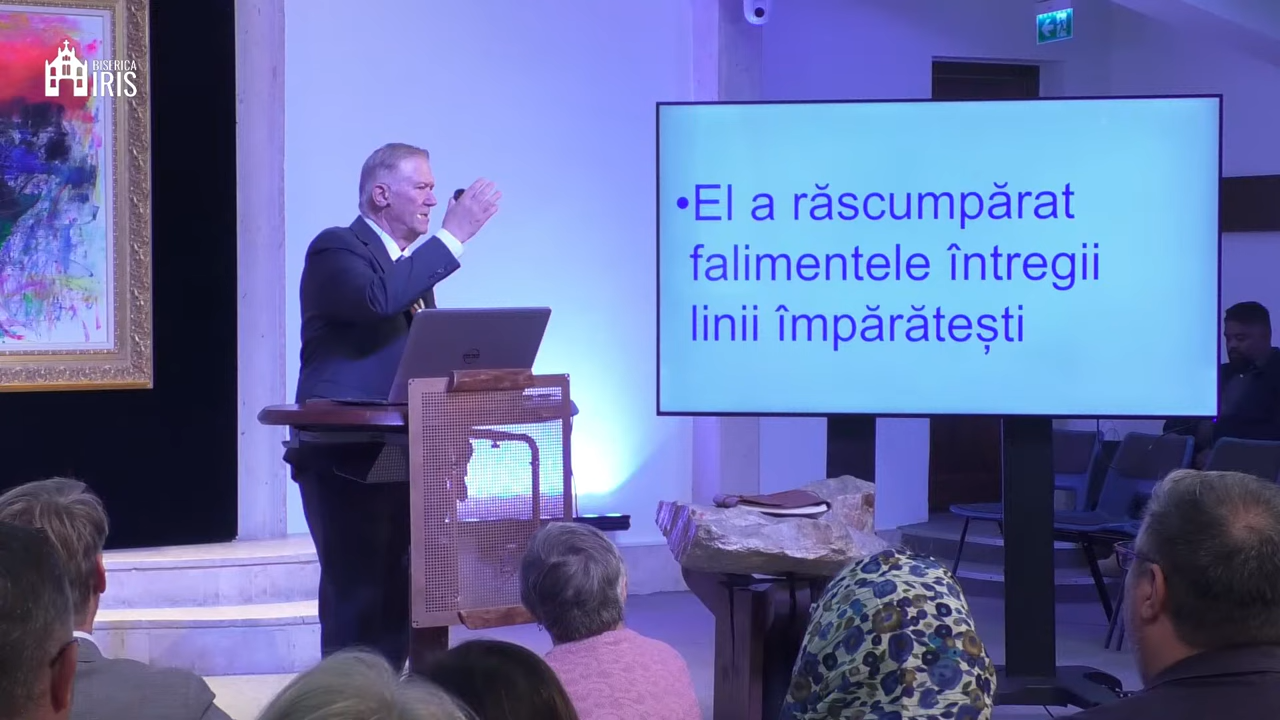 BISERICA
IRIS
•El a răscumpărat
falimentele întregii
linii împărătești